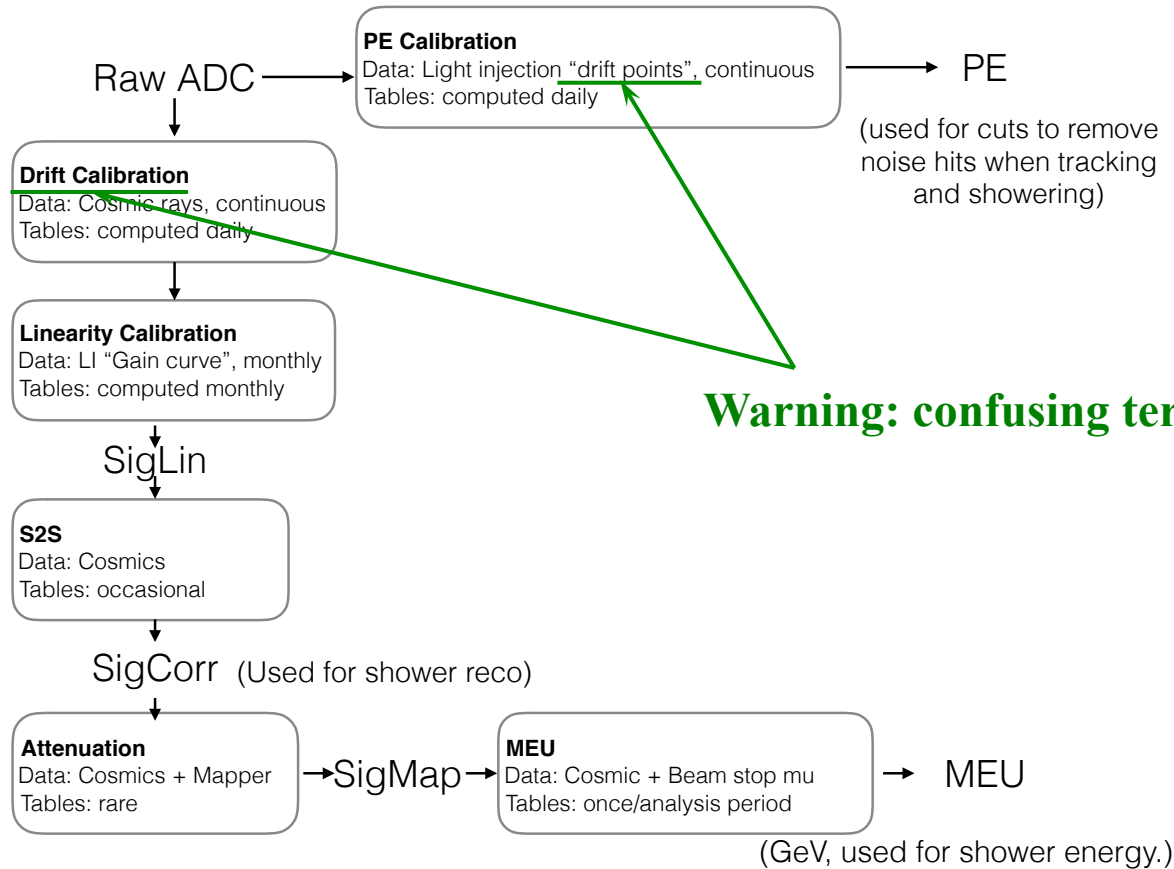 PE Calibration
Data: Light injection “drift points”, continuous
Tables: computed daily
Raw ADC
PE
(used for cuts to remove
noise hits when tracking
and showering)
Drift Calibration
Data: Cosmic rays, continuous
Tables: computed daily
Linearity Calibration
Data: LI “Gain curve”, monthly
Tables: computed monthly
Warning: confusing ter
SigLin
S2S
Data: Cosmics
Tables: occasional
SigCorr (Used for shower reco)
Attenuation
Data: Cosmics + Mapper
Tables: rare
SigMap
MEU
Data: Cosmic + Beam stop mu
Tables: once/analysis period
MEU
(GeV, used for shower energy.)